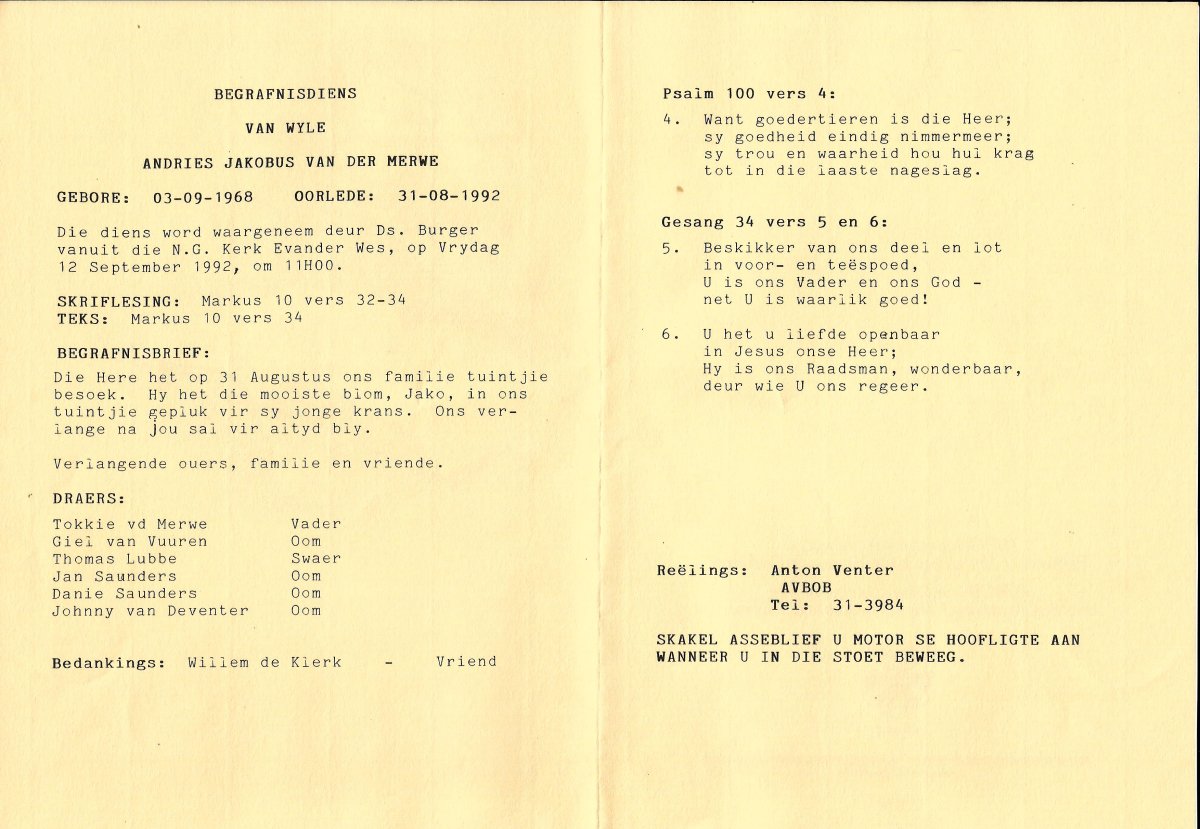 BEGRAFNISDIENS
VAN WYLE
ANDRIES JAKOBUS VAN DER MERWE
GEBORE: 03-09-1968 OORLEDE: 31-08-1992
Die diens word waargeneem deur Ds. Burger
vanuit die N.G. Kerk Evander Wes, op Vrydag
12 September 1992, om 11H00.
SKRIFLESING: Markus 10 vers 32-34
TEKS: Markus 10 vers 34
BEGRAFNISBRIEF:
Die Here het op 31 Augustus ons familie tuintjie
besoek. Hy het die mooiste blom, Jako, in ons
tuintjie gepluk vir sy jonge krans. Ons ver-
lange na jou sal vir altyd bly.
Verlangende ouers, familie en vriende.
DRAERS:
Tokkie vd Merwe Vader
Giel van Vuuren Oom
Thomas Lubbe Swaer
Jan Saunders Oom
Danie Saunders Oom
Johnny van Deventer Oom
Bedankings: Willem de Klerk - Vriend
Psalm 100 vers 4:
4. Want goedertieren is die Heer;
sy goedheid eindig nimmermeer;
sy trou en waarheid hou hul krag
tot in die laaste nageslag.
Gesang 34 vers 5 en 6:
5. Beskikker van ons deel en lot
in voor- en teëspoed,
U is ons Vader en ons God -
net U is waarlik goed!
6. U het u liefde openbaar
in Jesus onse Heer;
Hy is ons Raadsman, wonderbaar,
deur wie U ons regeer.
Reëlings: Anton Venter
AVBOB
Tel: 31-3984
SKAKEL ASSEBLIEF U MOTOR SE HOOFLIGTE AAN
WANNEER U IN DIE STOET BEWEEG.